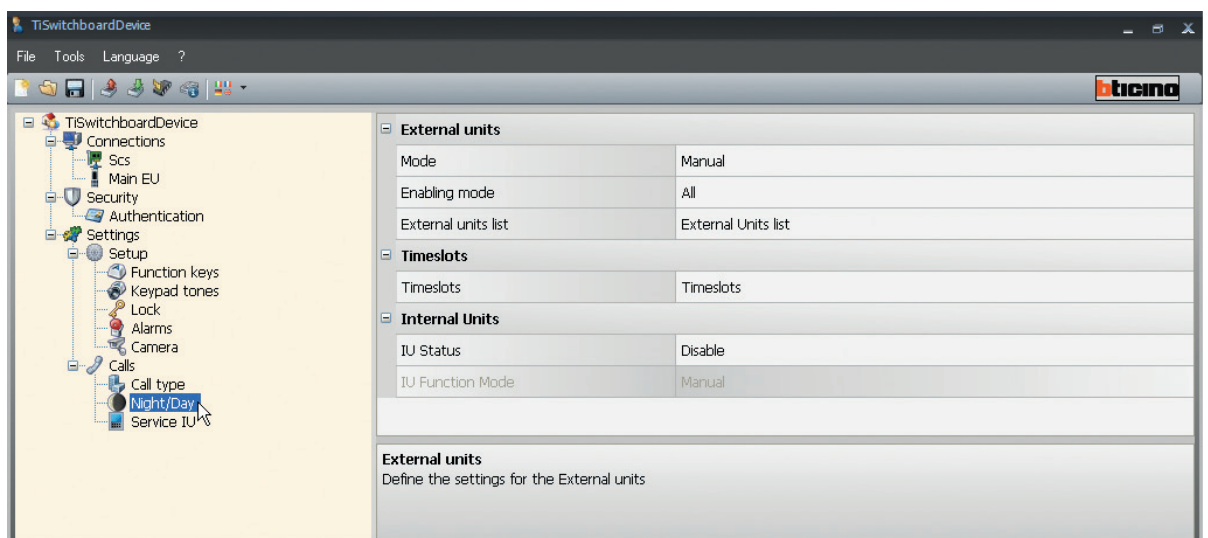 TiSwitchboardDevice
File Tools Language ?
bticino
TiSwitchboardDevice
Connections
Scs
Main EU
Security
Authentication
Settings
Setup
Function keys
Keypad tones
Lock
Alarms
Camera
Calls
Call type
Night/Day
Service IU
External units
Mode Manual
Enabling mode All
External units list External Units list
Timeslots
Timeslots Timeslots
Internal Units
IU Status Disable
IU Function Mode Manual
External units
Define the settings for the External units